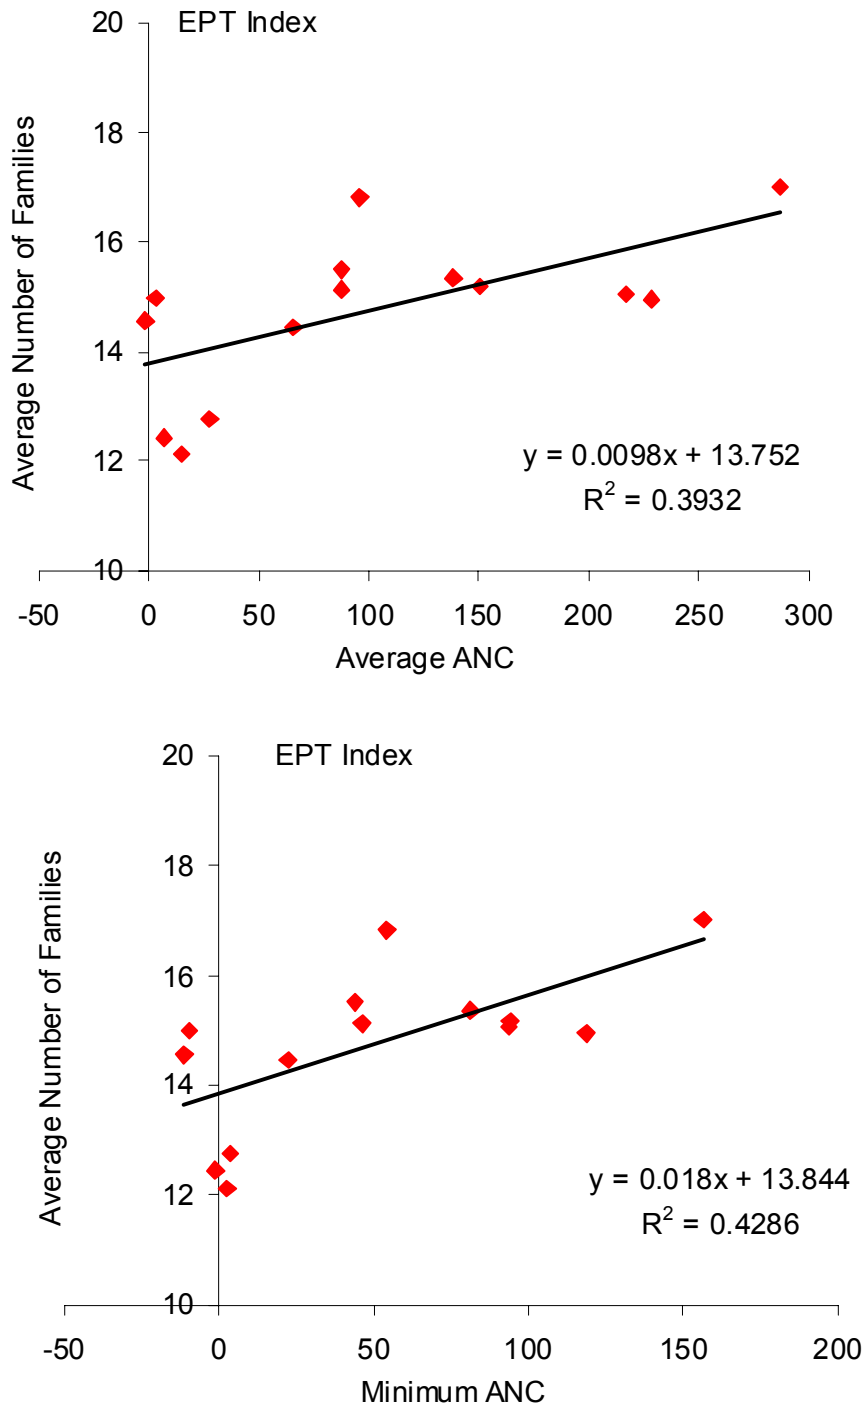 EPT Index
20
18
16
14
12
10
Average Number of Families
y = 0.0098x + 13.752
R² = 0.3932
-50 0 50 100 150 200 250 300
Average ANC
EPT Index
20
18
16
14
12
10
Average Number of Families
y = 0.018x + 13.844
R² = 0.4286
-50 0 50 100 150 200
Minimum ANC